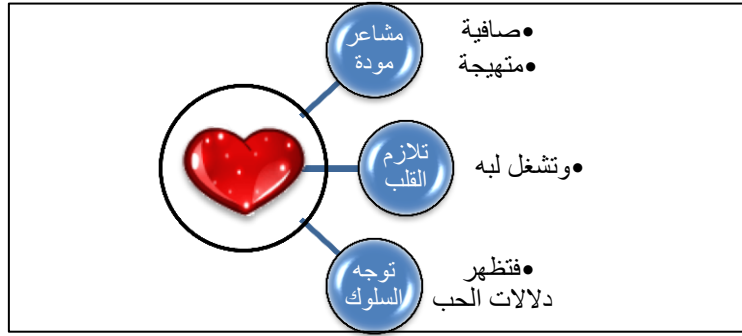 مشاعر
مودة
•صافية
•متهيجة
تلازم
القلب
•وتشغل لبه
توجه
السلوك
•فتظهر
دلالات الحب